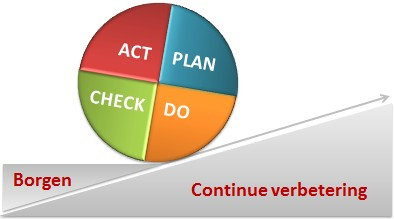 ACT
PLAN
CHECK
DO
Borgen
Continue verbetering